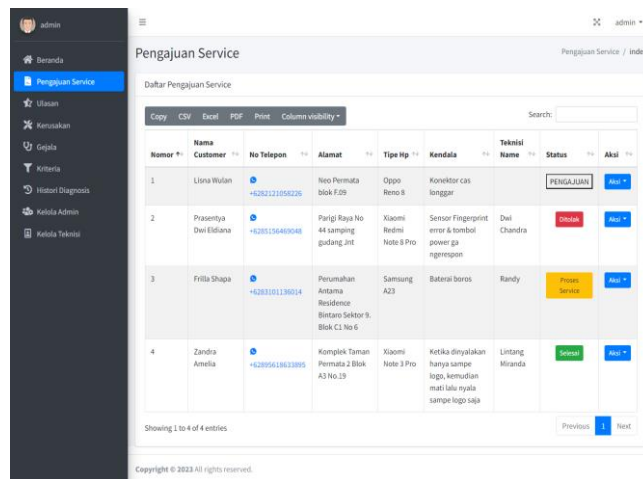 admin
admin
Beranda
Pengajuan Service
Ulasan
Kerusakan
Gejala
Kriteria
Histori Diagnosis
Kelola Admin
Kelola Teknisi
Pengajuan Service
Pengajuan Service / inde
Daftar Pengajuan Service
Copy CSV Excel PDF Print Column visibility
Search:
Nomor Nama Customer No Telepon Alamat Tipe Hp Kendala Teknisi Name Status Aksi
1 Lisna Wulan +6282121058226 Neo Permata Oppo Konektor cas PENGAJUAN Aksi
blok F.09 Reno 8 longgar
2 Prasentya +6285156469048 Parigi Raya No Xiaomi Sensor Fingerprint Dwi Ditolak Aksi
Dwi Eldiana 44 samping Redmi error & tombol Chandra
gudang Jnt Note 8 Pro power ga
ngerespon
3 Frilla Shapa +6283101136014 Perumahan Samsung Baterai boros Randy Proses Service Aksi
Antama A23
Residence
Bintaro Sektor 9.
Blok C1 No 6
4 Zandra +62895618633895 Komplek Taman Xiaomi Ketika dinyalakan Lintang Selesai Aksi
Amelia Permata 2 Blok Note 3 Pro hanya sampe Miranda
A3 No.19 logo, kemudian
mati lalu nyala
sampe logo saja
Showing 1 to 4 of 4 entries
Previous 1 Next
Copyright © 2023 All rights reserved.